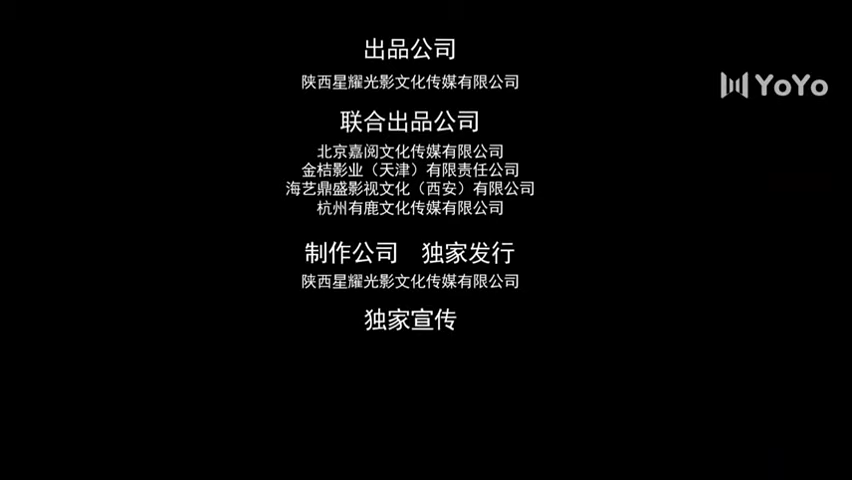 出品公司
陕西星耀光影文化传媒有限公司
YoYo
联合出品公司
北京嘉阅文化传媒有限公司
金桔影业（天津）有限责任公司
海艺鼎盛影视文化（西安）有限公司
杭州有鹿文化传媒有限公司
制作公司 独家发行
陕西星耀光影文化传媒有限公司
独家宣传